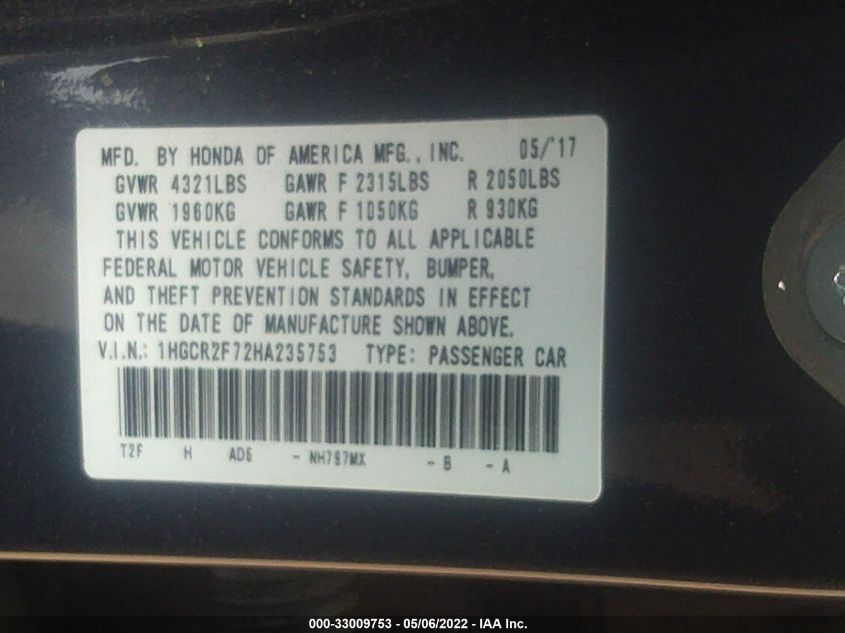 MFD. BY HONDA OF AMERICA MFG., INC. 05/'17
GVWR 4321LBS GAWR F 2315LBS R 2050LBS
GVWR 1960KG GAWR F 1050KG R 930KG
THIS VEHICLE CONFORMS TO ALL APPLICABLE
FEDERAL MOTOR VEHICLE SAFETY, BUMPER,
AND THEFT PREVENTION STANDARDS IN EFFECT
ON THE DATE OF MANUFACTURE SHOWN ABOVE.
V.I.N.: 1HGCR2F72HA235753 TYPE: PASSENGER CAR
T2F H AD6 - NH797MX - B - A
000-33009753 - 05/06/2022 - IAA Inc.